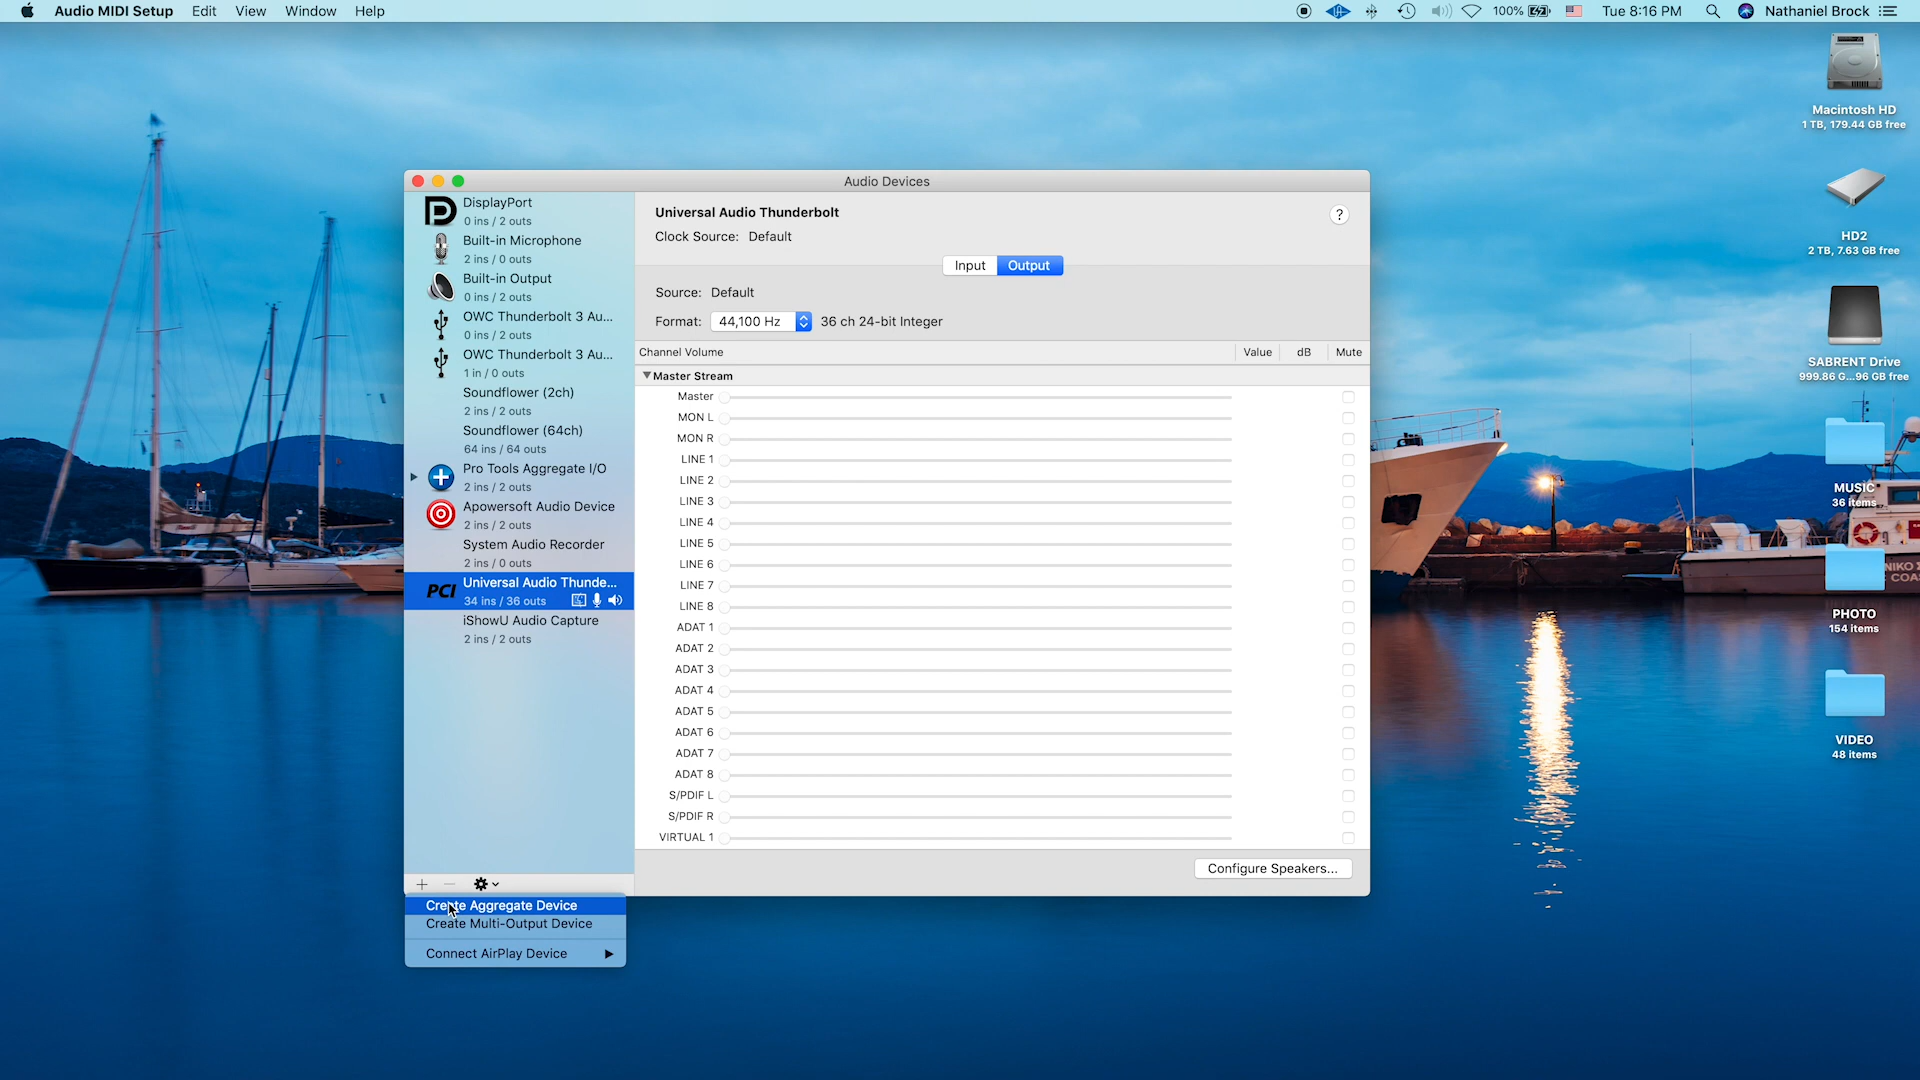 Audio MIDI Setup Edit View Window Help
100% Tue 8:16 PM Nathaniel Brock
Macintosh HD
1 TB, 179.44 GB free
HD2
2 TB, 7.63 GB free
SABRENT Drive
999.86 G...96 GB free
MUSIC
36 items
PHOTO
154 items
VIDEO
48 items
Audio Devices
DisplayPort
0 ins / 2 outs
Built-in Microphone
2 ins / 0 outs
Built-in Output
0 ins / 2 outs
OWC Thunderbolt 3 Au...
0 ins / 2 outs
OWC Thunderbolt 3 Au...
1 in / 0 outs
Soundflower (2ch)
2 ins / 2 outs
Soundflower (64ch)
64 ins / 64 outs
Pro Tools Aggregate I/O
2 ins / 2 outs
Apowersoft Audio Device
2 ins / 2 outs
System Audio Recorder
2 ins / 0 outs
PCI
Universal Audio Thunde...
34 ins / 36 outs
iShowU Audio Capture
2 ins / 2 outs
Universal Audio Thunderbolt
?
Clock Source: Default
Input Output
Source: Default
Format: 44,100 Hz 36 ch 24-bit Integer
Channel Volume Value dB Mute
Master Stream
Master
MON L
MON R
LINE 1
LINE 2
LINE 3
LINE 4
LINE 5
LINE 6
LINE 7
LINE 8
ADAT 1
ADAT 2
ADAT 3
ADAT 4
ADAT 5
ADAT 6
ADAT 7
ADAT 8
S/PDIF L
S/PDIF R
VIRTUAL 1
Configure Speakers...
Create Aggregate Device
Create Multi-Output Device
Connect AirPlay Device